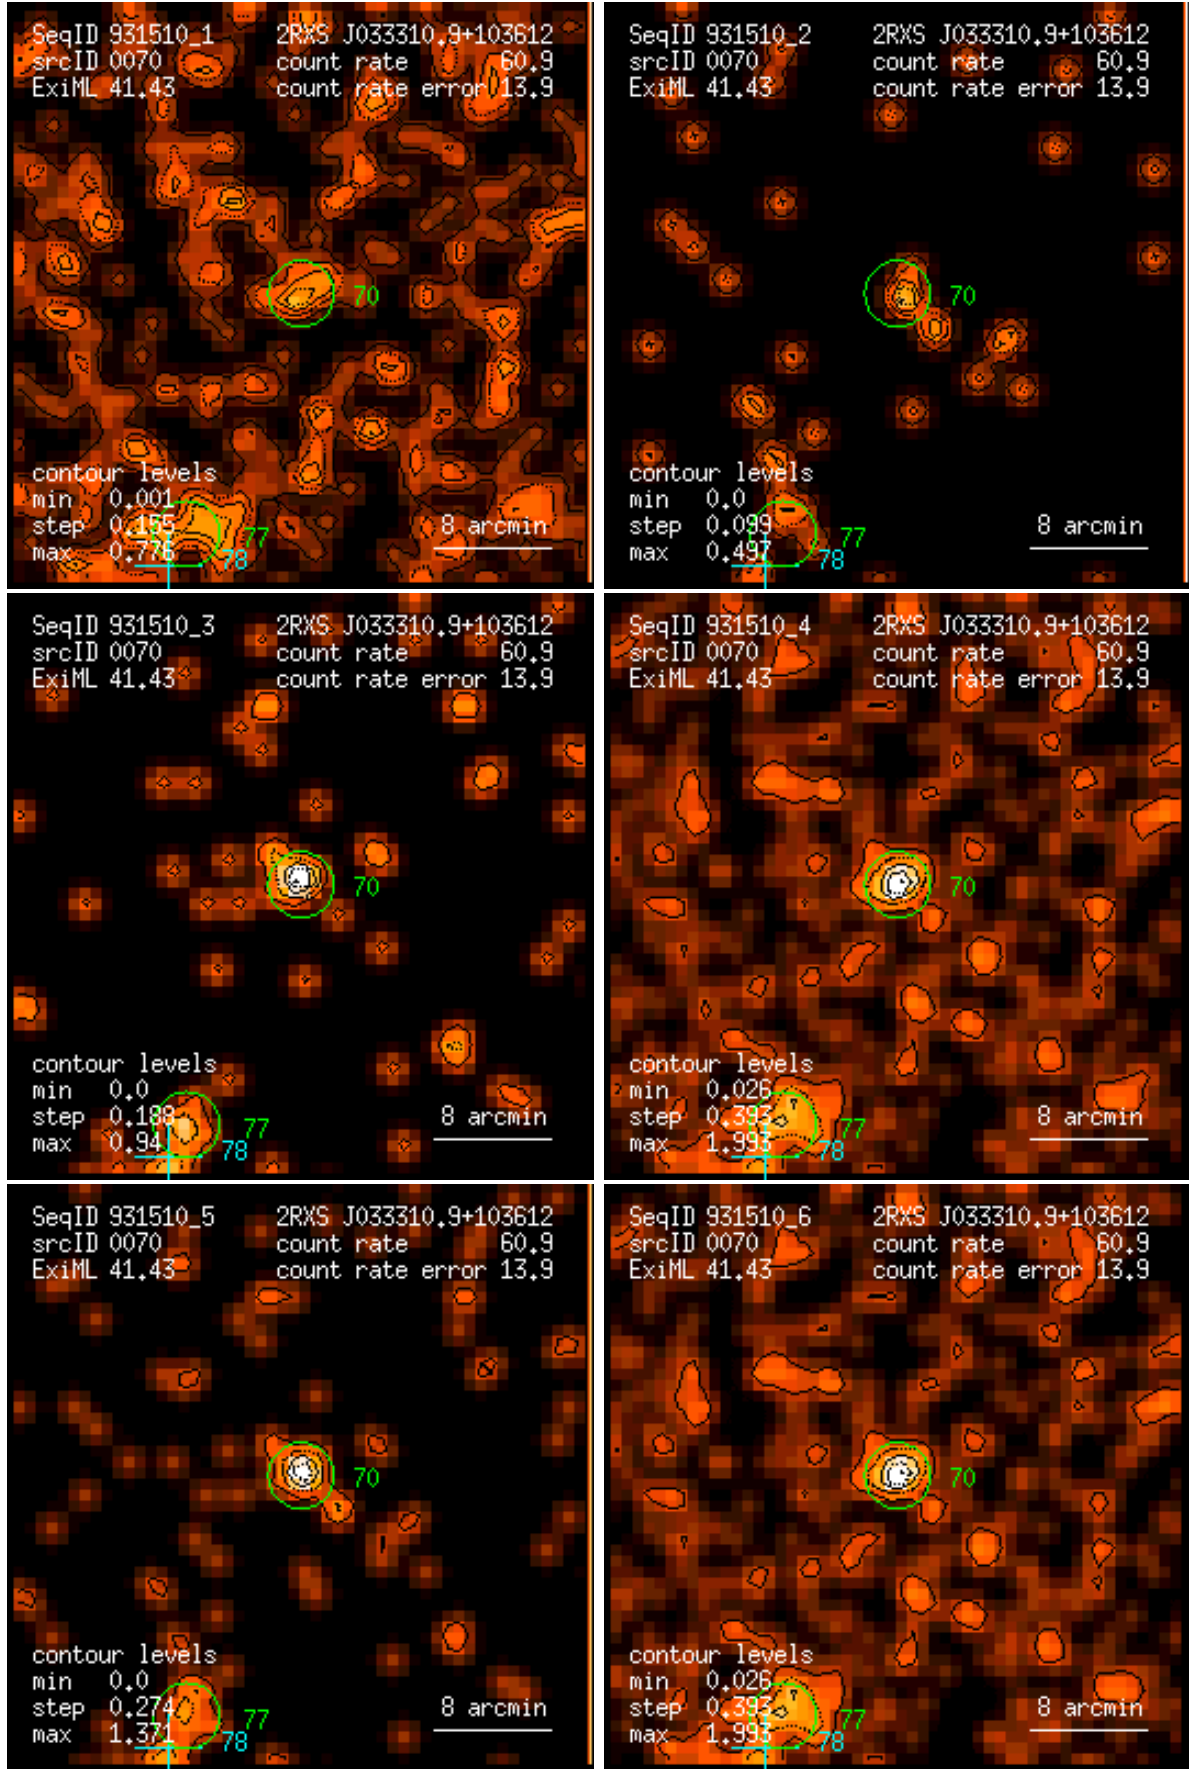 SeqID 931510_1 2RXS J033310.9+103612
srcID 0070 count rate 60.9
ExiML 41.43 count rate error 13.9
70
contour levels
min 0.001
step 0.155
max 0.776
8 arcmin
77
78
SeqID 931510_2 2RXS J033310.9+103612
srcID 0070 count rate 60.9
ExiML 41.43 count rate error 13.9
70
contour levels
min 0.0
step 0.099
max 0.497
8 arcmin
77
78
SeqID 931510_3 2RXS J033310.9+103612
srcID 0070 count rate 60.9
ExiML 41.43 count rate error 13.9
70
contour levels
min 0.0
step 0.188
max 0.94
8 arcmin
77
78
SeqID 931510_4 2RXS J033310.9+103612
srcID 0070 count rate 60.9
ExiML 41.43 count rate error 13.9
70
contour levels
min 0.026
step 0.393
max 1.993
8 arcmin
77
78
SeqID 931510_5 2RXS J033310.9+103612
srcID 0070 count rate 60.9
ExiML 41.43 count rate error 13.9
70
contour levels
min 0.0
step 0.274
max 1.371
8 arcmin
77
78
SeqID 931510_6 2RXS J033310.9+103612
srcID 0070 count rate 60.9
ExiML 41.43 count rate error 13.9
70
contour levels
min 0.026
step 0.393
max 1.993
8 arcmin
77
78